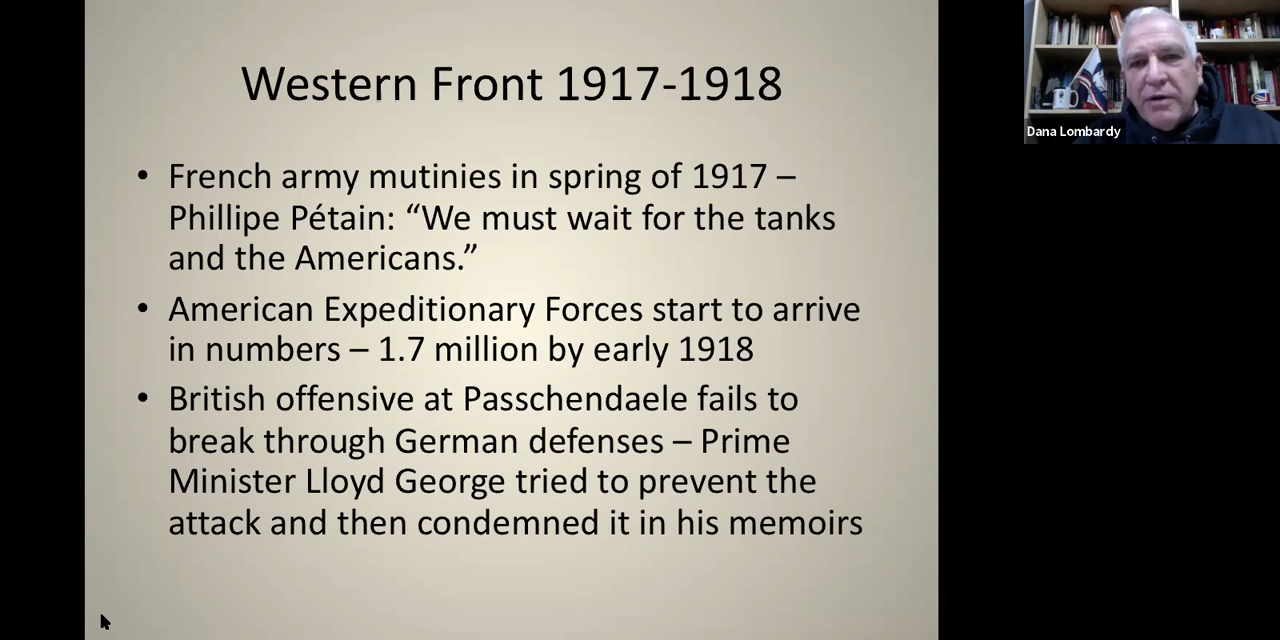 Western Front 1917-1918
• French army mutinies in spring of 1917 –
Phillipe Pétain: “We must wait for the tanks
and the Americans.”
• American Expeditionary Forces start to arrive
in numbers – 1.7 million by early 1918
• British offensive at Passchendaele fails to
break through German defenses – Prime
Minister Lloyd George tried to prevent the
attack and then condemned it in his memoirs
Dana Lombardy